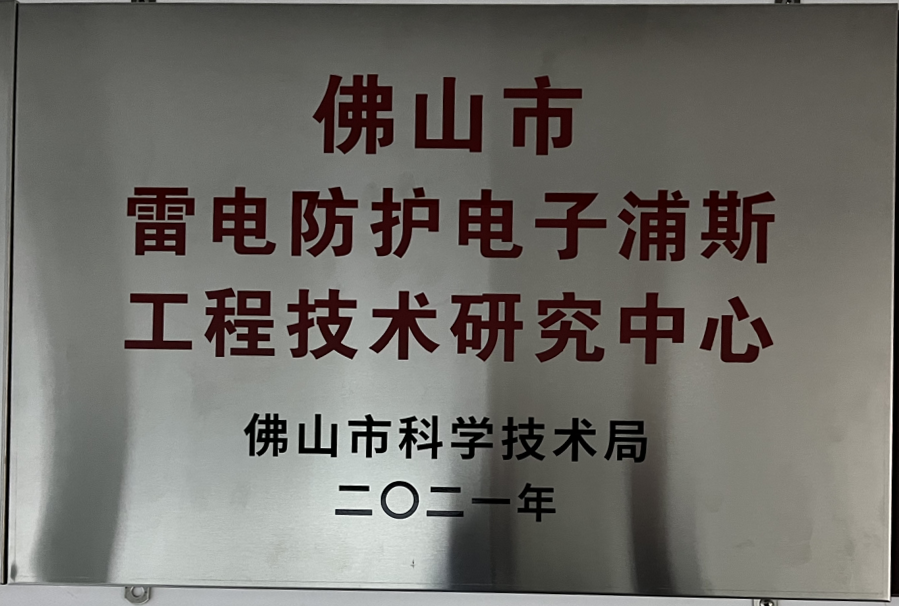 佛山市
雷电防护电子浦斯
工程技术研究中心
佛山市科学技术局
二〇二一年